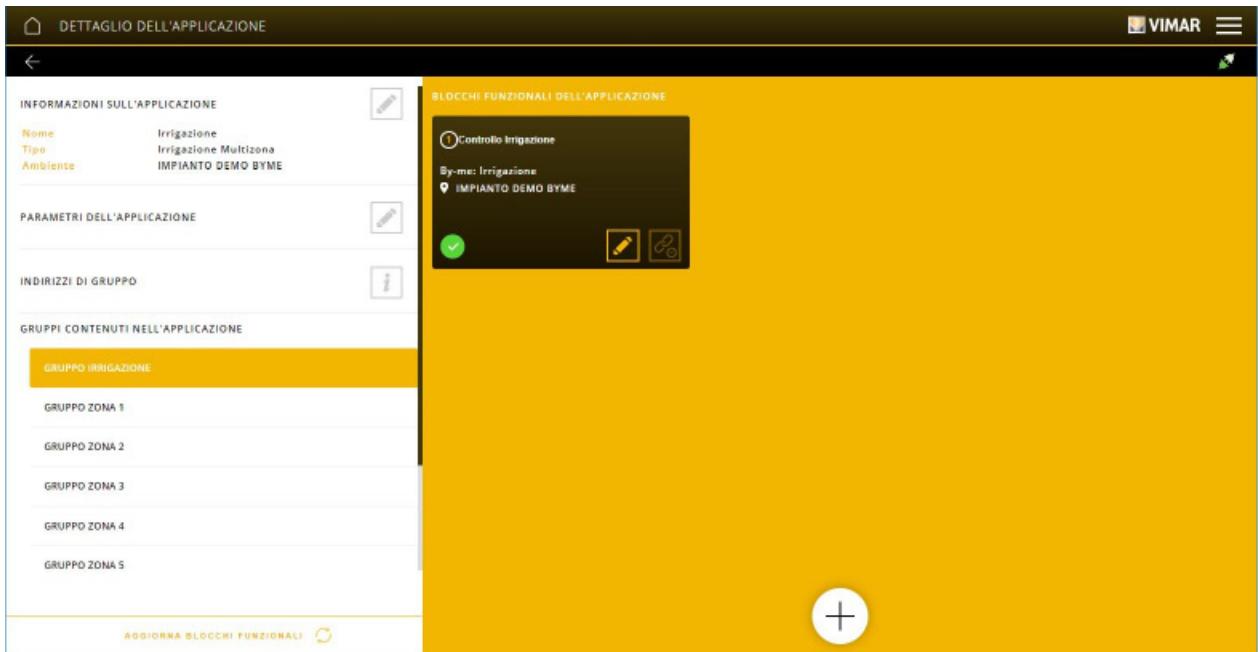 DETTAGLIO DELL'APPLICAZIONE
VIMAR
INFORMAZIONI SULL'APPLICAZIONE
Nome Irrigazione
Tipo Irrigazione Multizona
Ambiente IMPIANTO DEMO BYME
PARAMETRI DELL'APPLICAZIONE
INDIRIZZI DI GRUPPO
i
GRUPPI CONTENUTI NELL'APPLICAZIONE
GRUPPO IRRIGAZIONE
GRUPPO ZONA 1
GRUPPO ZONA 2
GRUPPO ZONA 3
GRUPPO ZONA 4
GRUPPO ZONA 5
AGGIORNA BLOCCHI FUNZIONALI
BLOCCHI FUNZIONALI DELL'APPLICAZIONE
1 Controllo Irrigazione
By-me: Irrigazione
IMPIANTO DEMO BYME